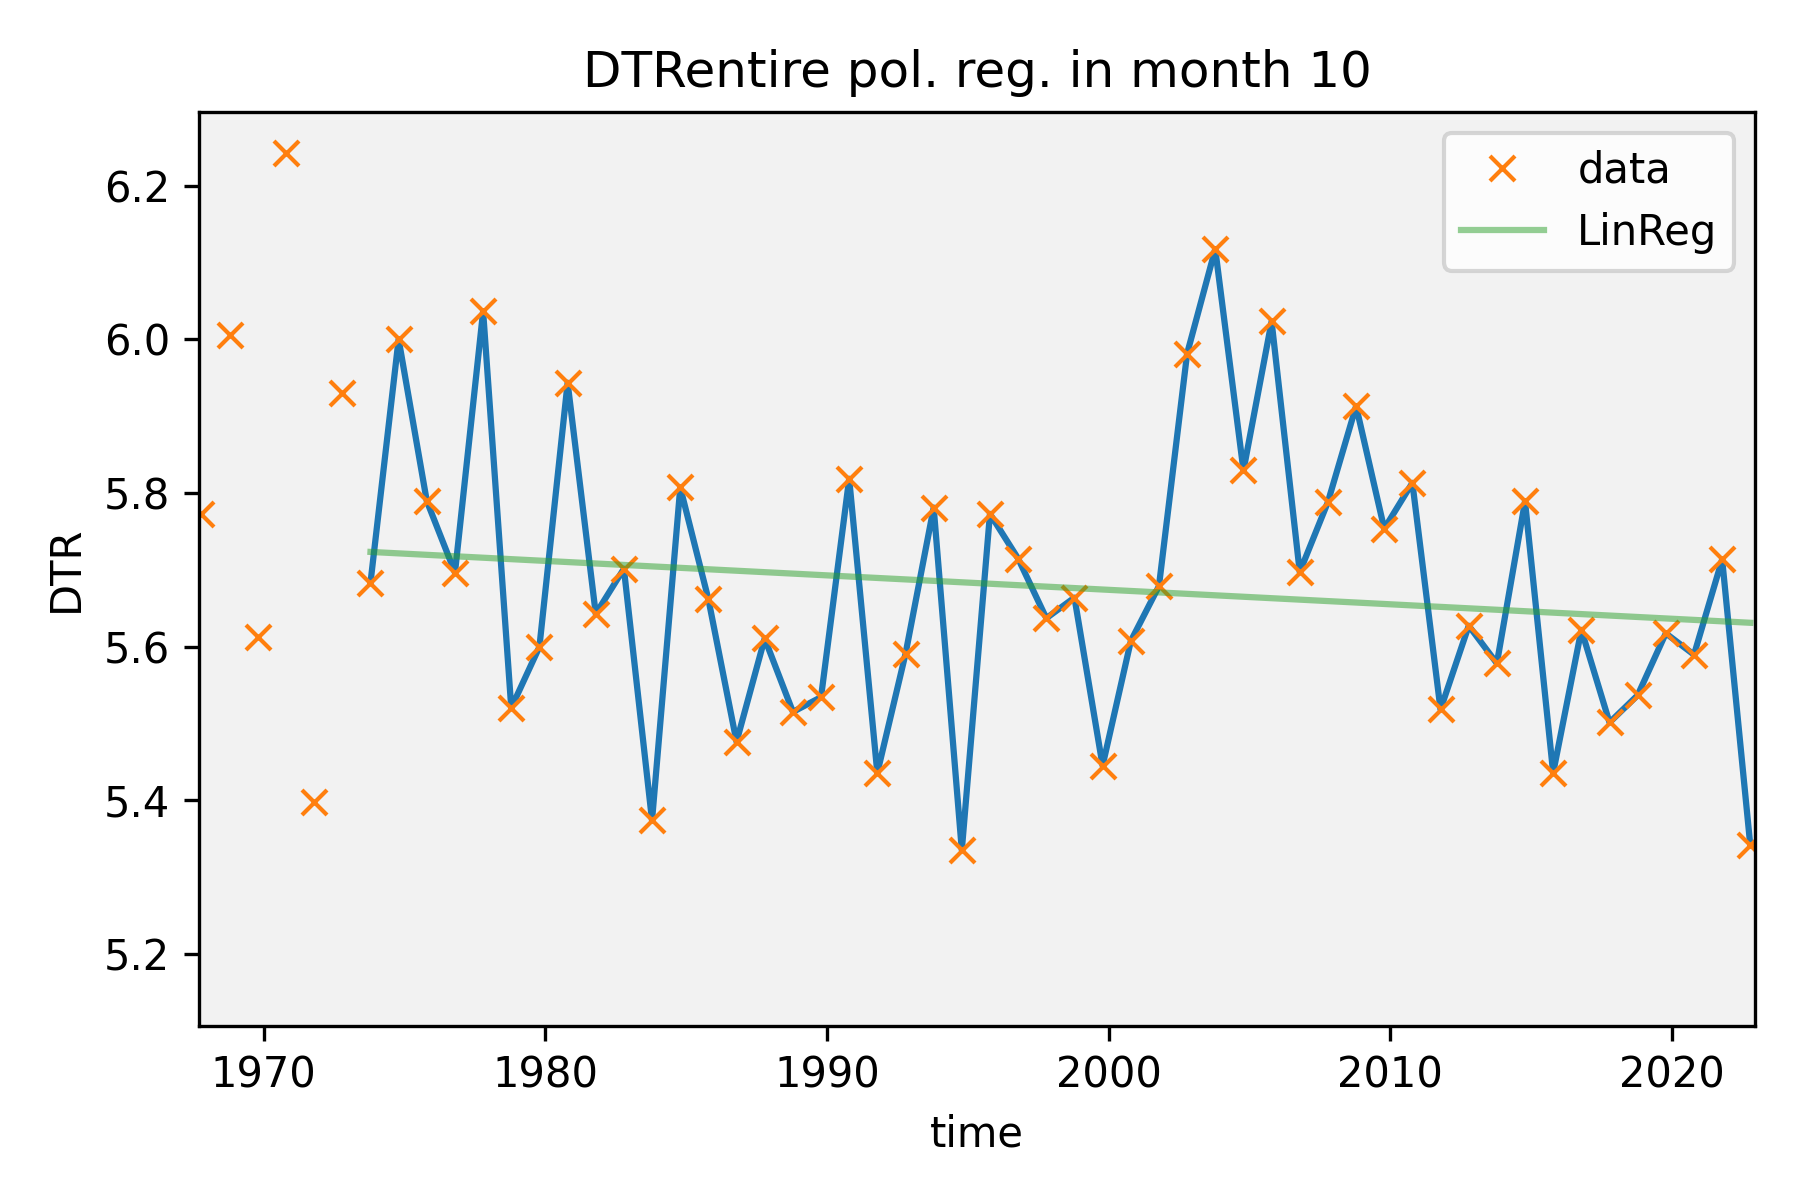 DTRentire pol. reg. in month 10
data
LinReg
6.2
6.0
5.8
5.6
5.4
5.2
DTR
1970 1980 1990 2000 2010 2020
time